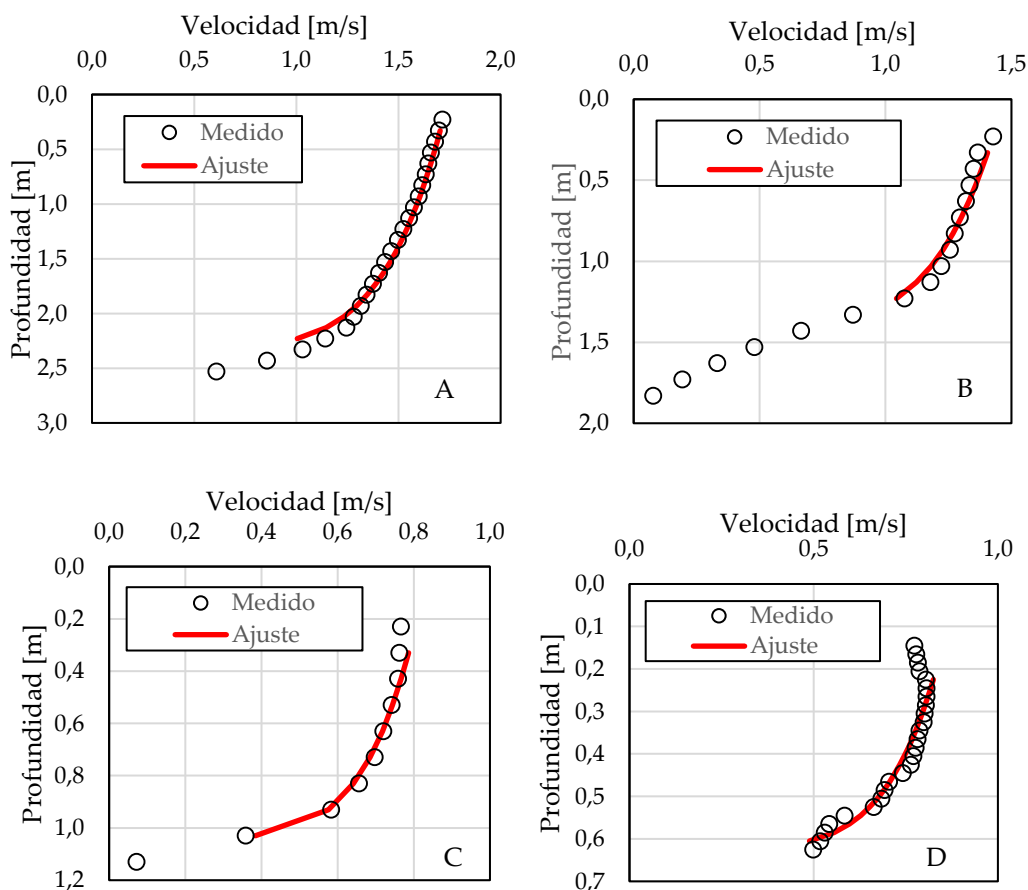 Velocidad [m/s]
0,0 1,0 1,5 2,0
0,0
0,5
1,0
1,5
2,0
2,5
3,0
Profundidad [m]
Medido
Ajuste
A
Velocidad [m/s]
0,0 0,5 1,0 1,5
0,0
0,5
1,0
1,5
2,0
Profundidad [m]
Medido
Ajuste
B
Velocidad [m/s]
0,0 0,2 0,4 0,6 0,8 1,0
0,0
0,2
0,4
0,6
0,8
1,0
1,2
Profundidad [m]
Medido
Ajuste
C
Velocidad [m/s]
0,0 0,5 1,0
0,0
0,1
0,2
0,3
0,4
0,5
0,6
0,7
Profundidad [m]
Medido
Ajuste
D